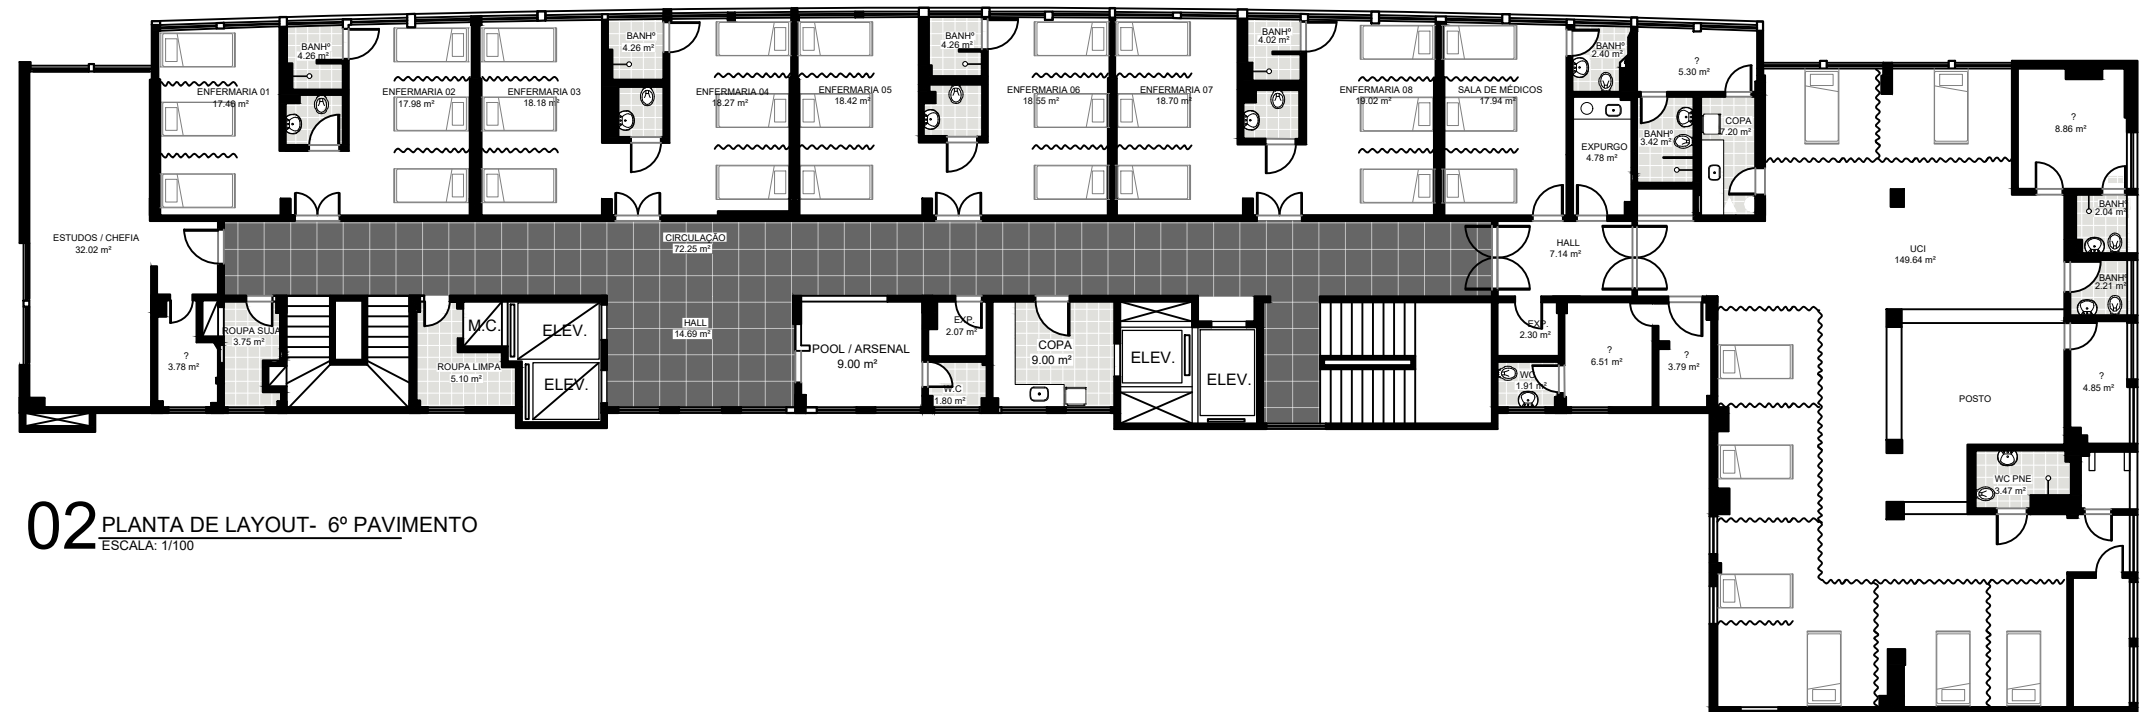 BANHº
4.26 m²
ENFERMARIA 01
17.46 m²
ENFERMARIA 02
17.98 m²
ENFERMARIA 03
18.18 m²
BANHº
4.26 m²
ENFERMARIA 04
18.27 m²
ENFERMARIA 05
18.42 m²
BANHº
4.26 m²
ENFERMARIA 06
18.55 m²
ENFERMARIA 07
18.70 m²
BANHº
4.02 m²
ENFERMARIA 08
19.02 m²
SALA DE MÉDICOS
17.94 m²
BANHº
2.40 m²
?
5.30 m²
EXPURGO
4.78 m²
BANHº
3.42 m²
COPA
7.20 m²
?
8.86 m²
BANHº
2.04 m²
ESTUDOS / CHEFIA
32.02 m²
CIRCULAÇÃO
72.25 m²
HALL
7.14 m²
UCI
149.64 m²
BANHº
2.21 m²
?
3.78 m²
ROUPA SUJA
3.75 m²
M.C.
ROUPA LIMPA
5.10 m²
ELEV.
ELEV.
HALL
14.69 m²
POOL / ARSENAL
9.00 m²
EXP.
2.07 m²
W.C
1.80 m²
COPA
9.00 m²
ELEV.
ELEV.
EXP.
2.30 m²
WC
1.91 m²
?
6.51 m²
?
3.79 m²
POSTO
?
4.85 m²
WC PNE
3.47 m²
02
PLANTA DE LAYOUT- 6º PAVIMENTO
ESCALA: 1/100